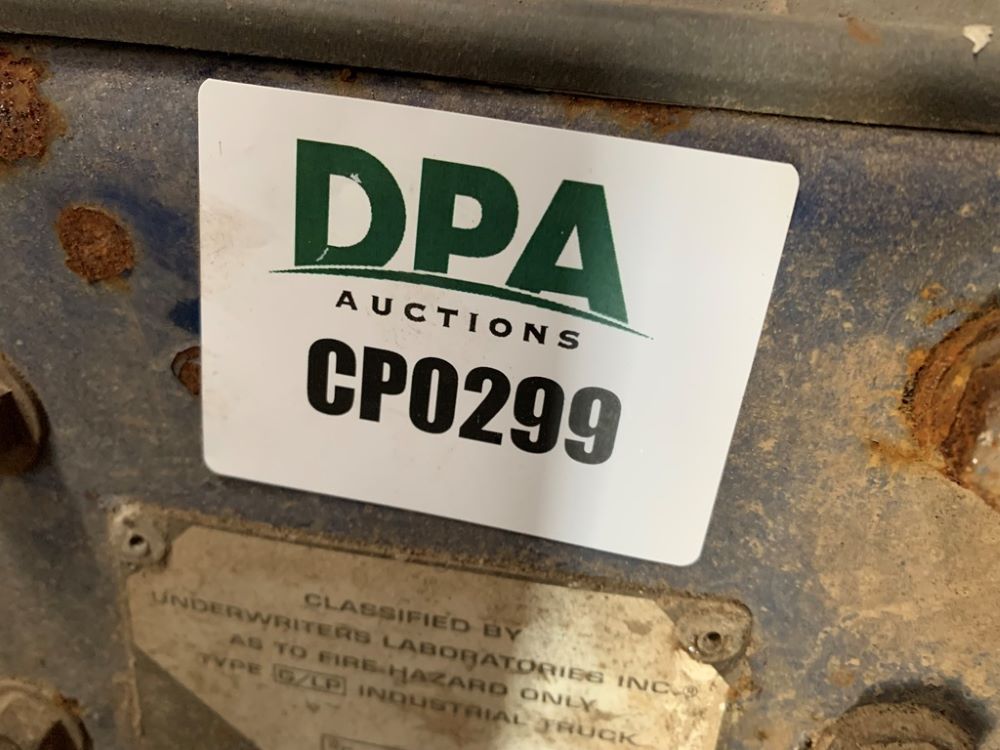 DPA
AUCTIONS
CP0299
CLASSIFIED BY
UNDERWRITERS LABORATORIES INC.®
AS TO FIRE HAZARD ONLY
TYPE G/LP INDUSTRIAL TRUCK